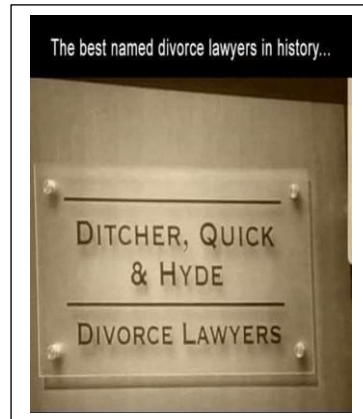 The best named divorce lawyers in history...
DITCHER, QUICK
& HYDE
DIVORCE LAWYERS